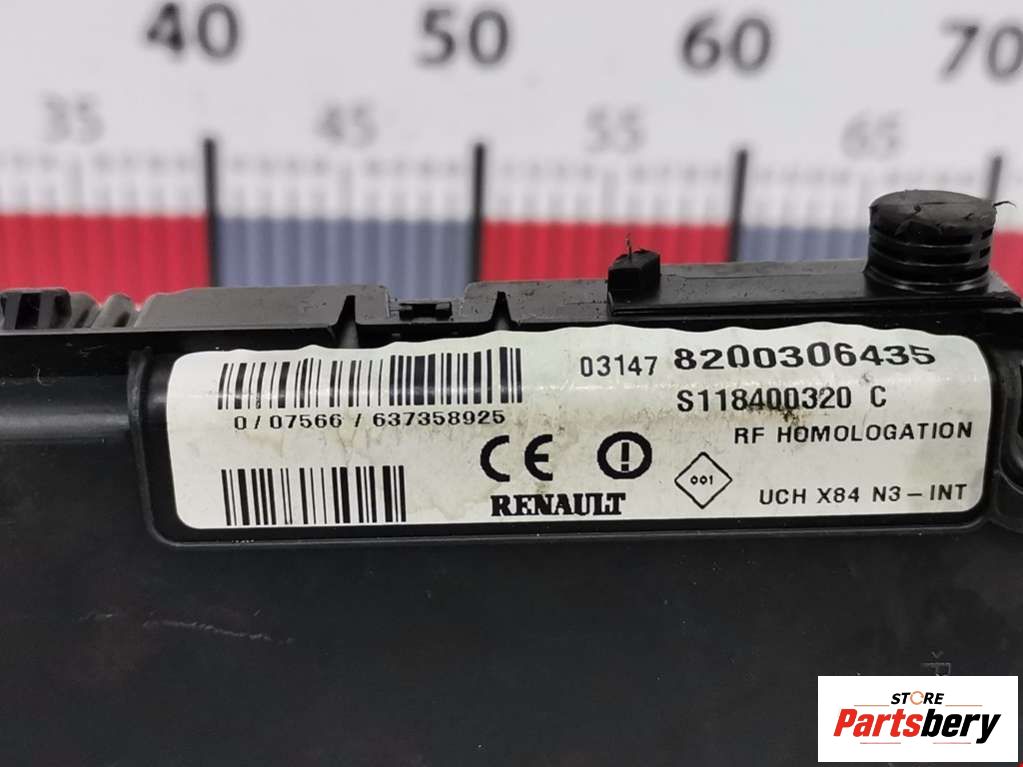 40 50 60 70
35 45 55 65
03147 8200306435
S118400320 C
0/07566/637358925
RF HOMOLOGATION
CE
001
RENAULT
UCH X84 N3-INT
STORE
Partsbery